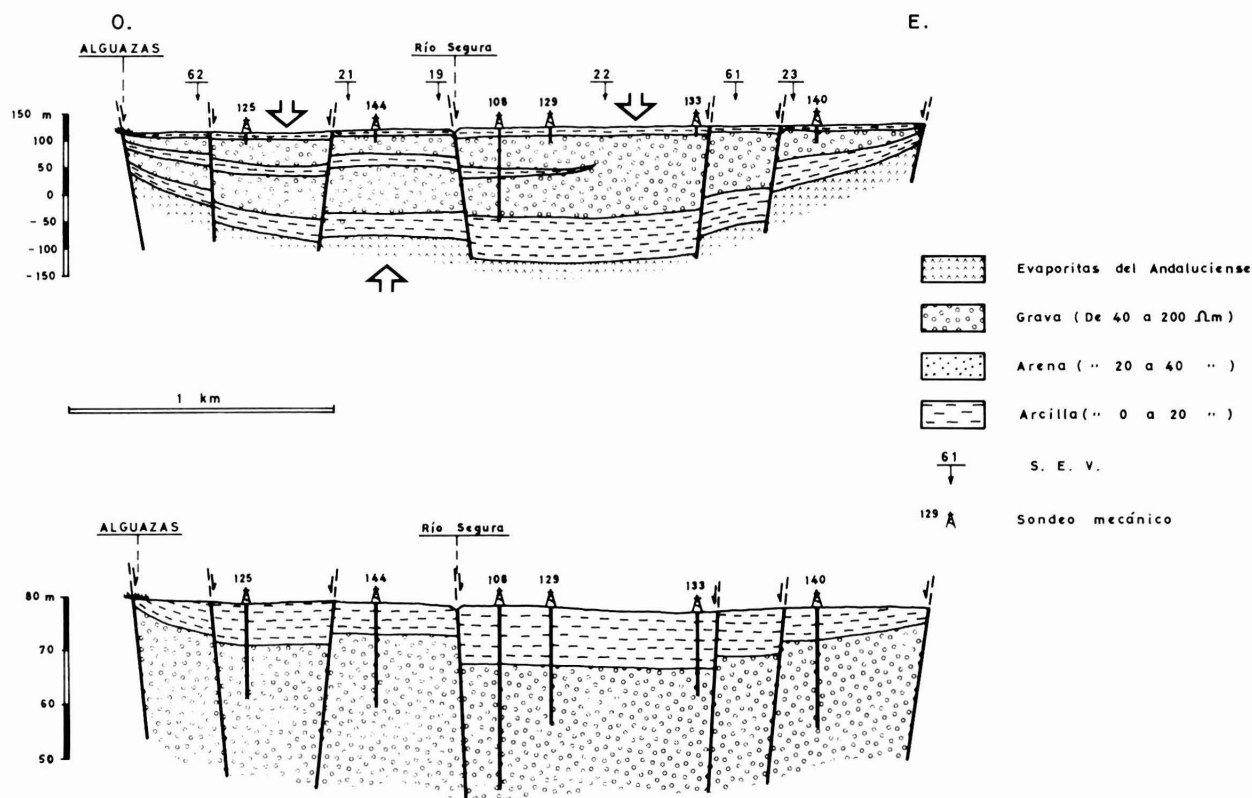 O. E.
ALGUAZAS Río Segura
62 21 19 22 61 23
125 144 108 129 133 140
150 m
100
50
0
-50
-100
-150
1 km
Evaporitas del Andaluciense
Grava (De 40 a 200 Ωm)
Arena ( " 20 a 40 " )
Arcilla ( " 0 a 20 " )
61 S. E. V.
129 Sondeo mecánico
ALGUAZAS Río Segura
125 144 108 129 133 140
80 m
70
60
50